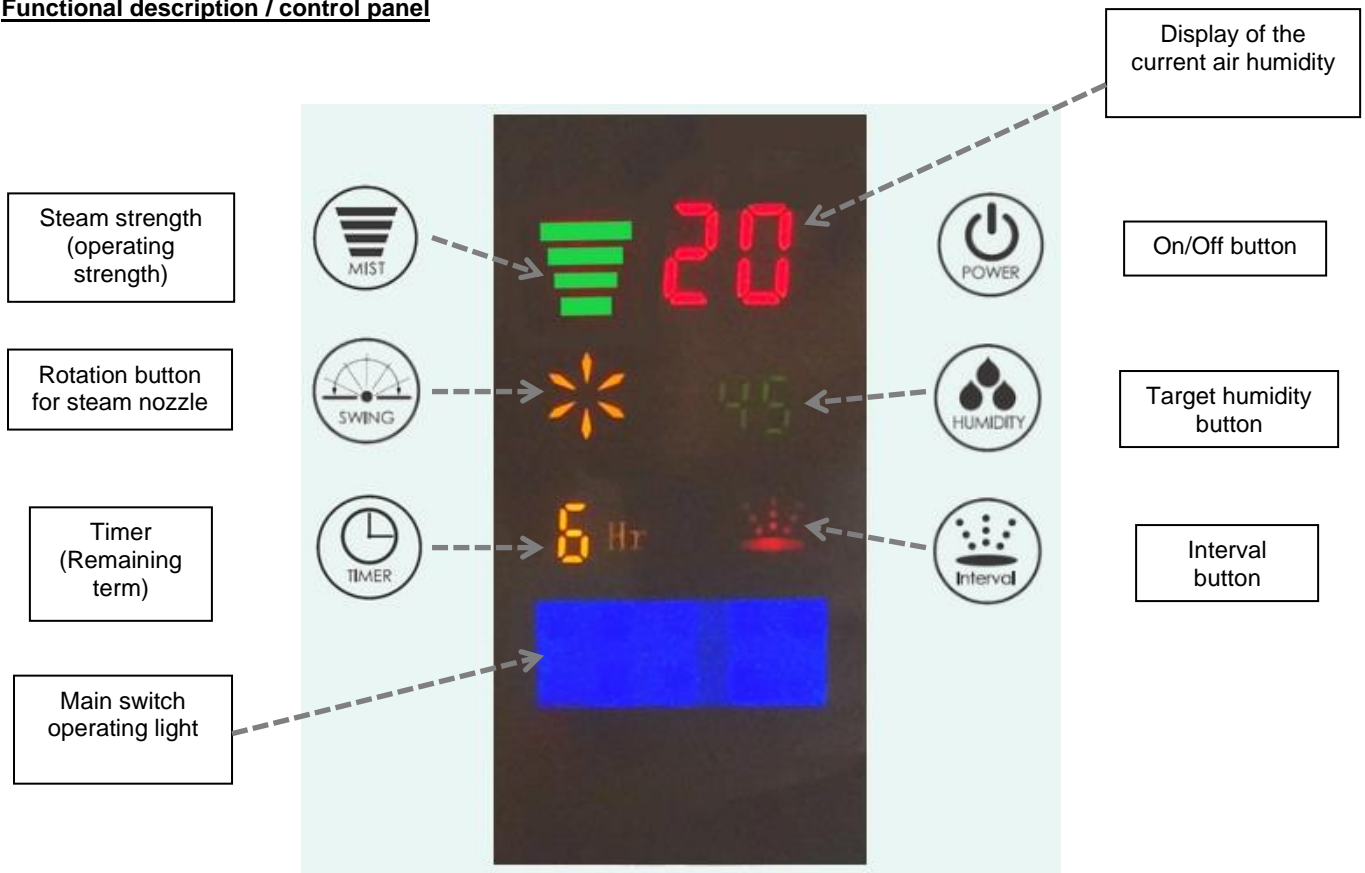 Functional description / control panel
Display of the
current air humidity
Steam strength
(operating
strength)
MIST
20
POWER
On/Off button
Rotation button
for steam nozzle
SWING
45
HUMIDITY
Target humidity
button
Timer
(Remaining
term)
TIMER
6 Hr
Interval
Interval
button
Main switch
operating light